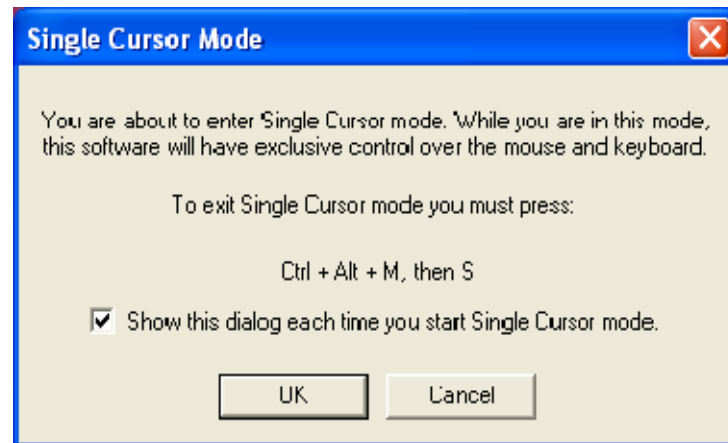 Single Cursor Mode
You are about to enter Single Cursor mode. While you are in this mode,
this software will have exclusive control over the mouse and keyboard.
To exit Single Cursor mode you must press:
Ctrl + Alt + M, then S
Show this dialog each time you start Single Cursor mode.
OK Cancel